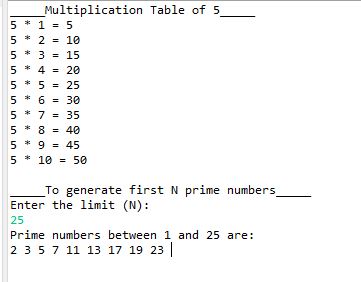 _____Multiplication Table of 5_____
5 * 1 = 5
5 * 2 = 10
5 * 3 = 15
5 * 4 = 20
5 * 5 = 25
5 * 6 = 30
5 * 7 = 35
5 * 8 = 40
5 * 9 = 45
5 * 10 = 50
_____To generate first N prime numbers_____
Enter the limit (N):
25
Prime numbers between 1 and 25 are:
2 3 5 7 11 13 17 19 23